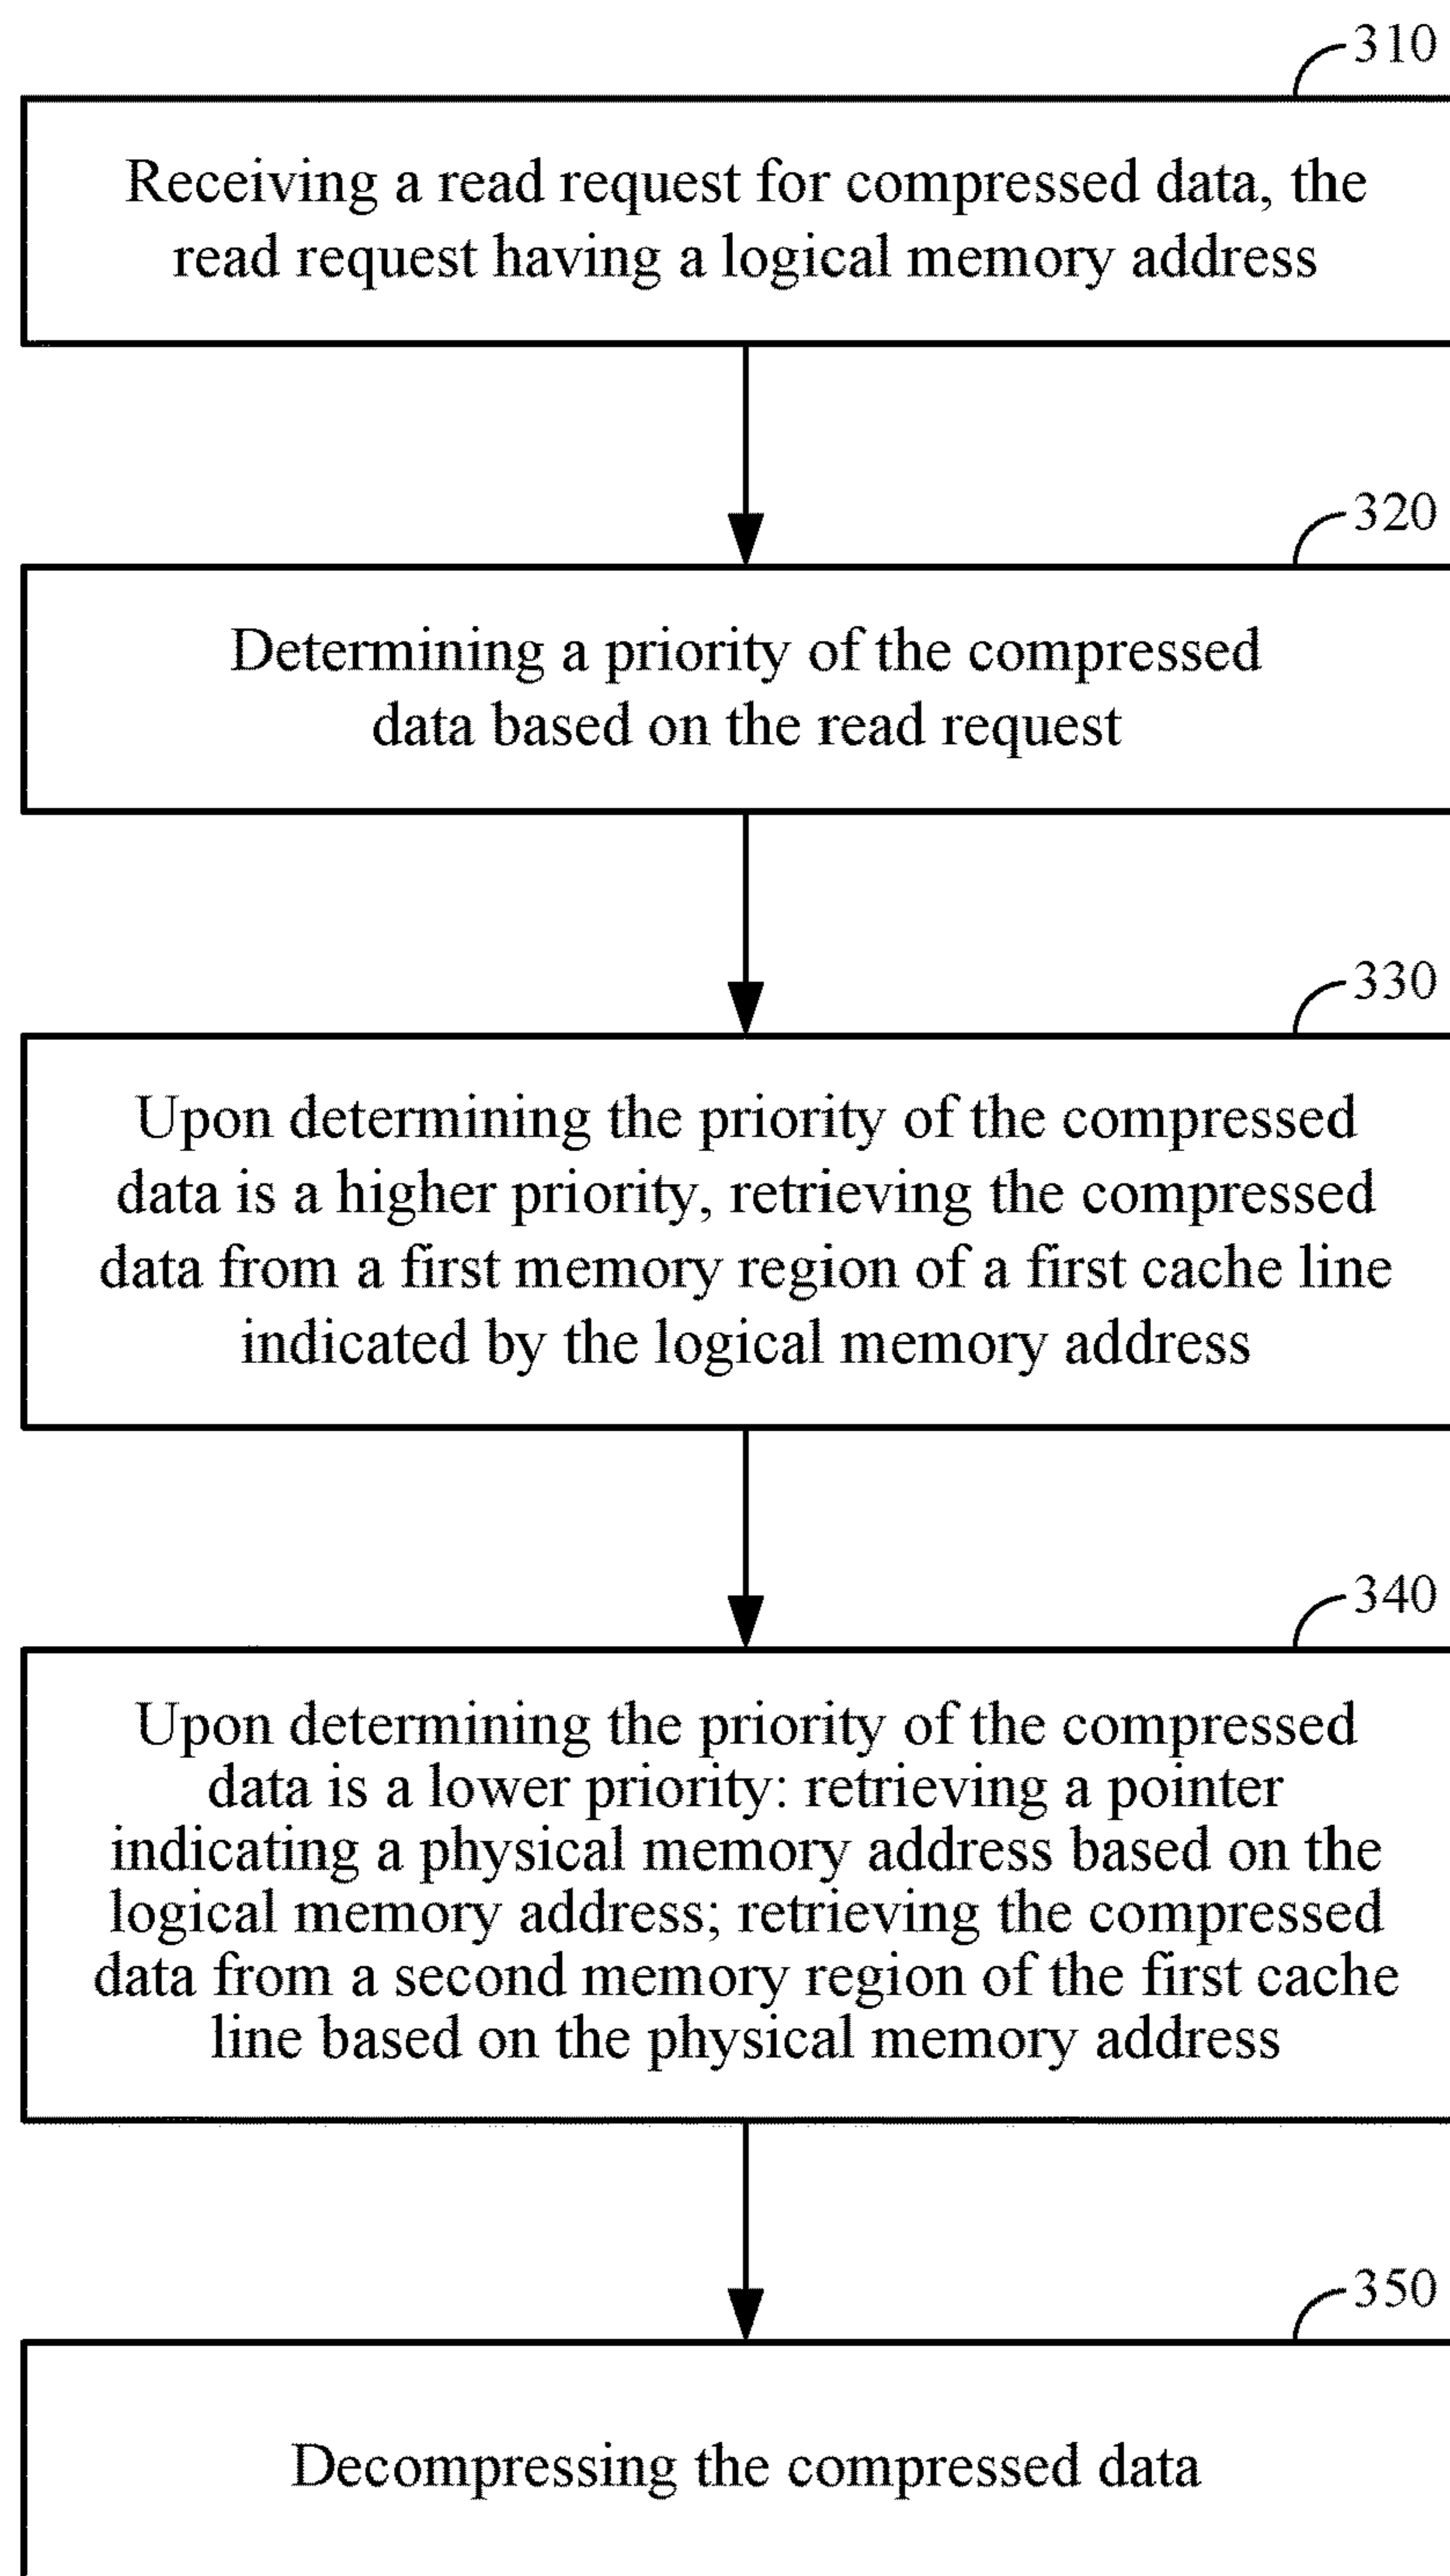 310
Receiving a read request for compressed data, the
read request having a logical memory address
320
Determining a priority of the compressed
data based on the read request
330
Upon determining the priority of the compressed
data is a higher priority, retrieving the compressed
data from a first memory region of a first cache line
indicated by the logical memory address
340
Upon determining the priority of the compressed
data is a lower priority: retrieving a pointer
indicating a physical memory address based on the
logical memory address; retrieving the compressed
data from a second memory region of the first cache
line based on the physical memory address
350
Decompressing the compressed data